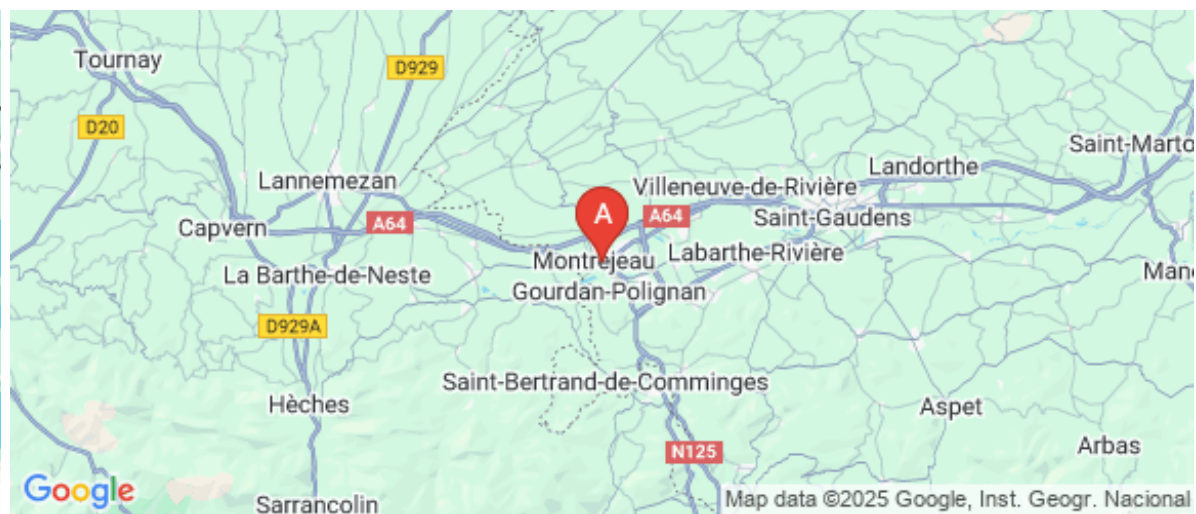 Tournay
D929
D20
Saint-Marto
Landorthe
Lannemezan
Villeneuve-de-Rivière
A
A64
Saint-Gaudens
Capvern
A64
Montréjeau
Labarthe-Rivière
La Barthe-de-Neste
Mane
Gourdan-Polignan
D929A
Saint-Bertrand-de-Comminges
Hèches
Aspet
Arbas
N125
Google
Sarrancolin
Map data ©2025 Google, Inst. Geogr. Nacional